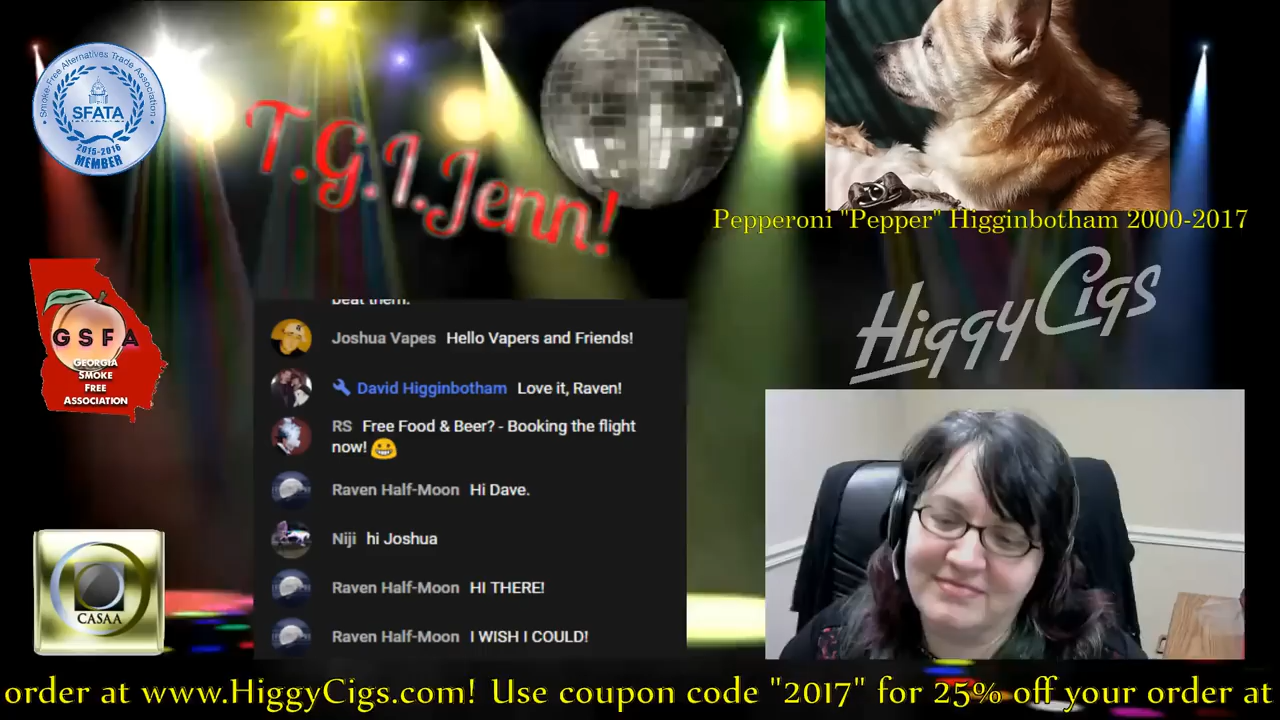 Smoke-Free Alternatives Trade Association
SFATA
2015-2016
MEMBER
T.G.I.Jenn!
Pepperoni "Pepper" Higginbotham 2000-2017
HiggyCigs
GSFA
GEORGIA
SMOKE
FREE
ASSOCIATION
CASAA
beat them.
Joshua Vapes Hello Vapers and Friends!
David Higginbotham Love it, Raven!
RS Free Food & Beer? - Booking the flight
now! 😀
Raven Half-Moon Hi Dave.
Niji hi Joshua
Raven Half-Moon HI THERE!
Raven Half-Moon I WISH I COULD!
order at www.HiggyCigs.com! Use coupon code "2017" for 25% off your order at